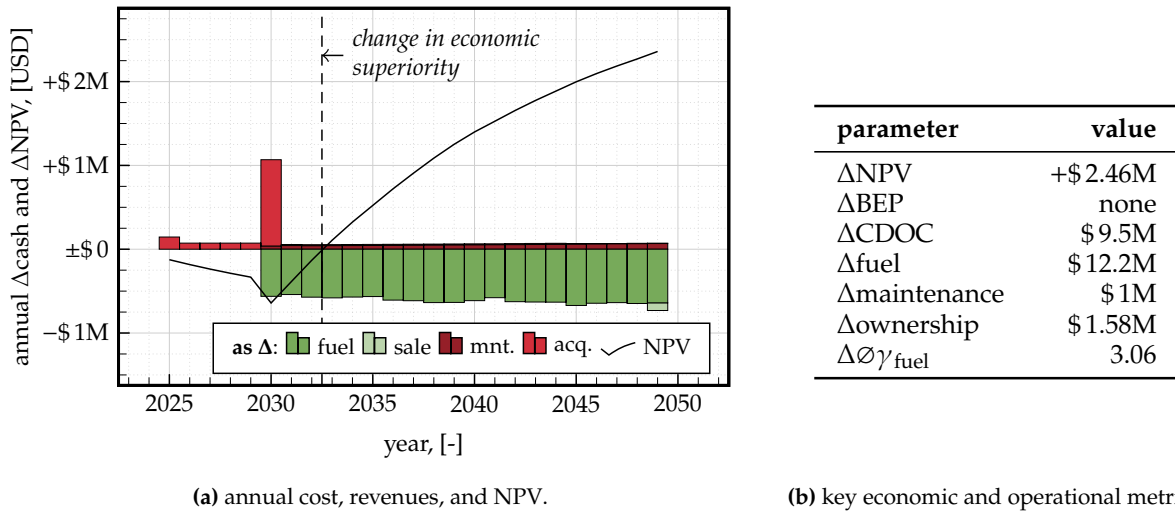 annual Δcash and ΔNPV, [USD]
+$ 2M
+$ 1M
±$ 0
−$ 1M
change in economic
superiority
as Δ: fuel sale mnt. acq. NPV
2025 2030 2035 2040 2045 2050
year, [-]
(a) annual cost, revenues, and NPV.
parameter value
ΔNPV +$ 2.46M
ΔBEP none
ΔCDOC $ 9.5M
Δfuel $ 12.2M
Δmaintenance $ 1M
Δownership $ 1.58M
Δ∅γfuel 3.06
(b) key economic and operational metr